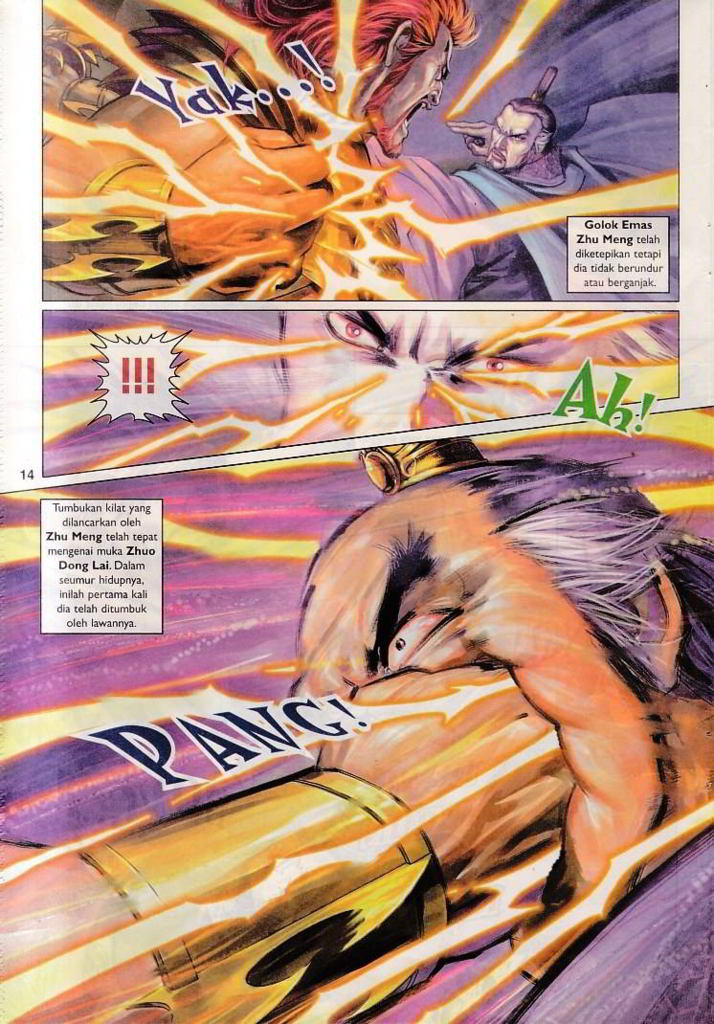 Yak...!
Golok Emas
Zhu Meng telah
diketepikan tetapi
dia tidak berundur
atau berganjak.
!!!
Ah!
14
Tumbukan kilat yang
dilancarkan oleh
Zhu Meng telah tepat
mengenai muka Zhuo
Dong Lai. Dalam
seumur hidupnya,
inilah pertama kali
dia telah ditumbuk
oleh lawannya.
PANG!